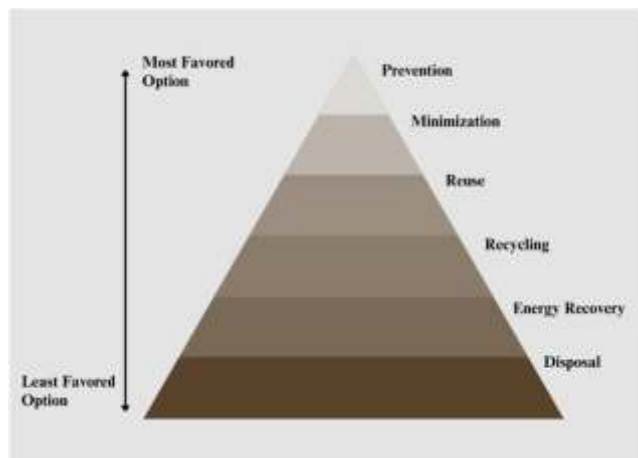 Most Favored
Option
Prevention
Minimization
Reuse
Recycling
Energy Recovery
Disposal
Least Favored
Option